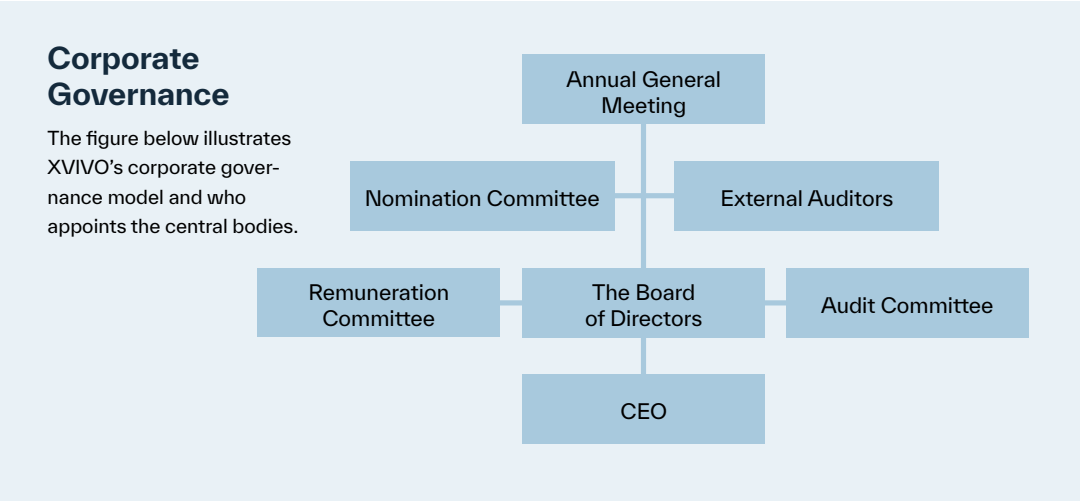 Corporate
Governance
The figure below illustrates
XVIVO's corporate gover-
nance model and who
appoints the central bodies.
Annual General
Meeting
Nomination Committee
External Auditors
Remuneration
Committee
The Board
of Directors
Audit Committee
CEO